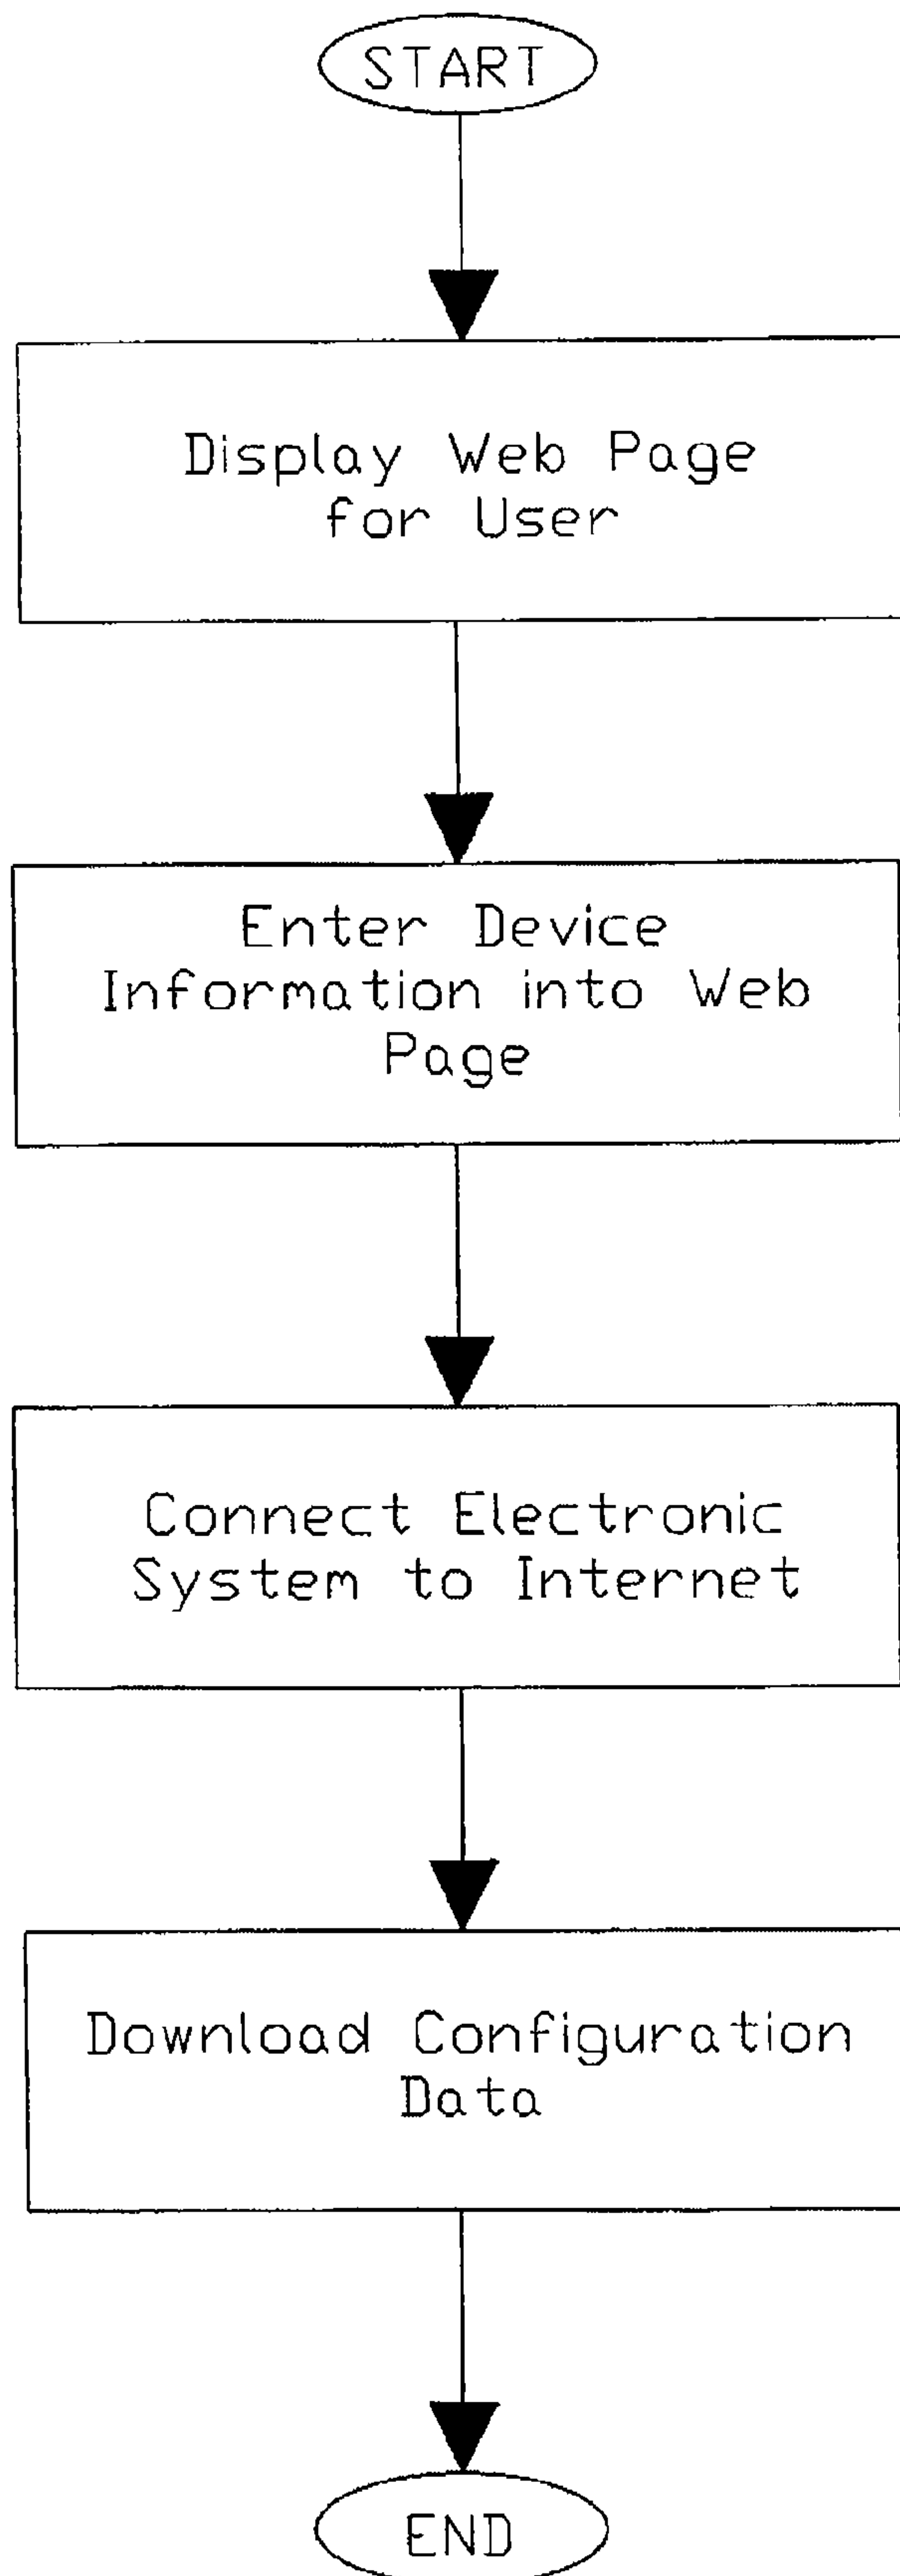 START
Display Web Page
for User
Enter Device
Information into Web
Page
Connect Electronic
System to Internet
Download Configuration
Data
END